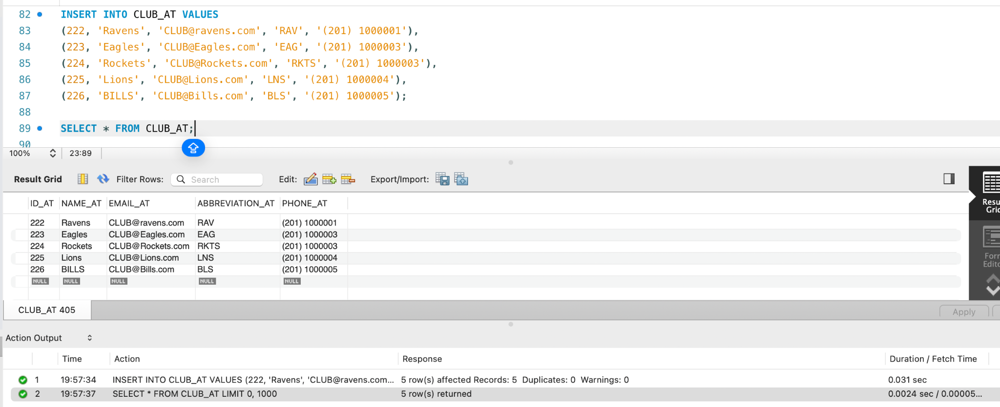 82 INSERT INTO CLUB_AT VALUES
83 (222, 'Ravens', 'CLUB@ravens.com', 'RAV', '(201) 1000001'),
84 (223, 'Eagles', 'CLUB@Eagles.com', 'EAG', '(201) 1000003'),
85 (224, 'Rockets', 'CLUB@Rockets.com', 'RKTS', '(201) 1000003'),
86 (225, 'Lions', 'CLUB@Lions.com', 'LNS', '(201) 1000004'),
87 (226, 'BILLS', 'CLUB@Bills.com', 'BLS', '(201) 1000005');
88
89 SELECT * FROM CLUB_AT;
90
100% 23:89
Result Grid Filter Rows: Search Edit: Export/Import:
ID_AT NAME_AT EMAIL_AT ABBREVIATION_AT PHONE_AT
222 Ravens CLUB@ravens.com RAV (201) 1000001
223 Eagles CLUB@Eagles.com EAG (201) 1000003
224 Rockets CLUB@Rockets.com RKTS (201) 1000003
225 Lions CLUB@Lions.com LNS (201) 1000004
226 BILLS CLUB@Bills.com BLS (201) 1000005
NULL NULL NULL NULL NULL
CLUB_AT 405 Apply
Action Output
Time Action Response Duration / Fetch Time
1 19:57:34 INSERT INTO CLUB_AT VALUES (222, 'Ravens', 'CLUB@ravens.com... 5 row(s) affected Records: 5 Duplicates: 0 Warnings: 0 0.031 sec
2 19:57:37 SELECT * FROM CLUB_AT LIMIT 0, 1000 5 row(s) returned 0.0024 sec / 0.00005...